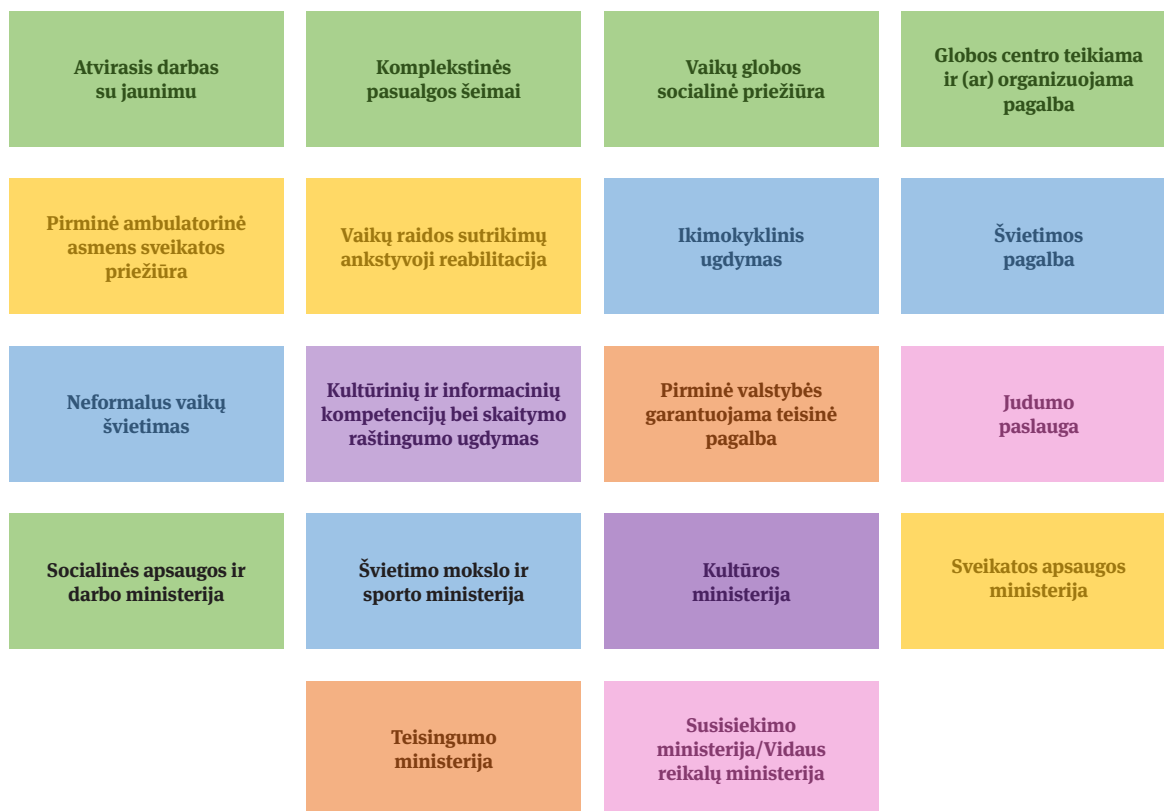 Atvirasis darbas
su jaunimu
Komplekstinės
pasualgos šeimai
Vaikų globos
socialinė priežiūra
Globos centro teikiama
ir (ar) organizuojama
pagalba
Pirminė ambulatorinė
asmens sveikatos
priežiūra
Vaikų raidos sutrikimų
ankstyvoji reabilitacija
Ikimokyklinis
ugdymas
Švietimos
pagalba
Neformalus vaikų
švietimas
Kultūrinių ir informacinių
kompetencijų bei skaitymo
raštingumo ugdymas
Pirminė valstybės
garantuojama teisinė
pagalba
Judumo
paslauga
Socialinės apsaugos ir
darbo ministerija
Švietimo mokslo ir
sporto ministerija
Kultūros
ministerija
Sveikatos apsaugos
ministerija
Teisingumo
ministerija
Susisiekimo
ministerija/Vidaus
reikalų ministerija